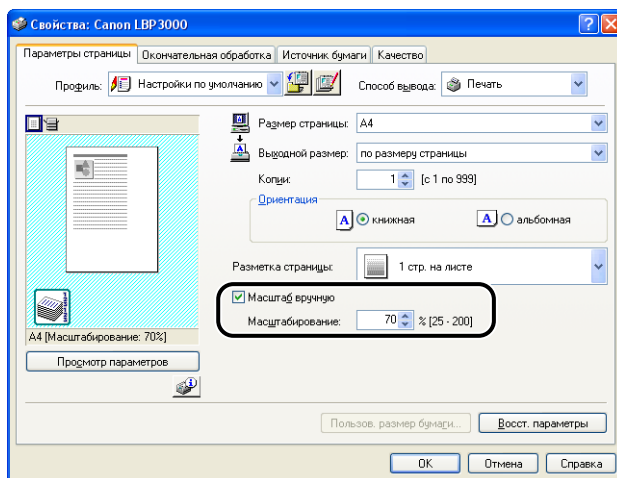 Свойства: Canon LBP3000
Параметры страницы Окончательная обработка Источник бумаги Качество
Профиль: Настройки по умолчанию Способ вывода: Печать
Размер страницы: A4
Выходной размер: по размеру страницы
Копии: 1 [с 1 по 999]
Ориентация
A книжная A альбомная
Разметка страницы: 1 стр. на листе
Масштаб вручную
Масштабирование: 70 % [25 - 200]
A4 [Масштабирование: 70%]
Просмотр параметров
Пользов. размер бумаги... Восст. параметры
OK Отмена Справка